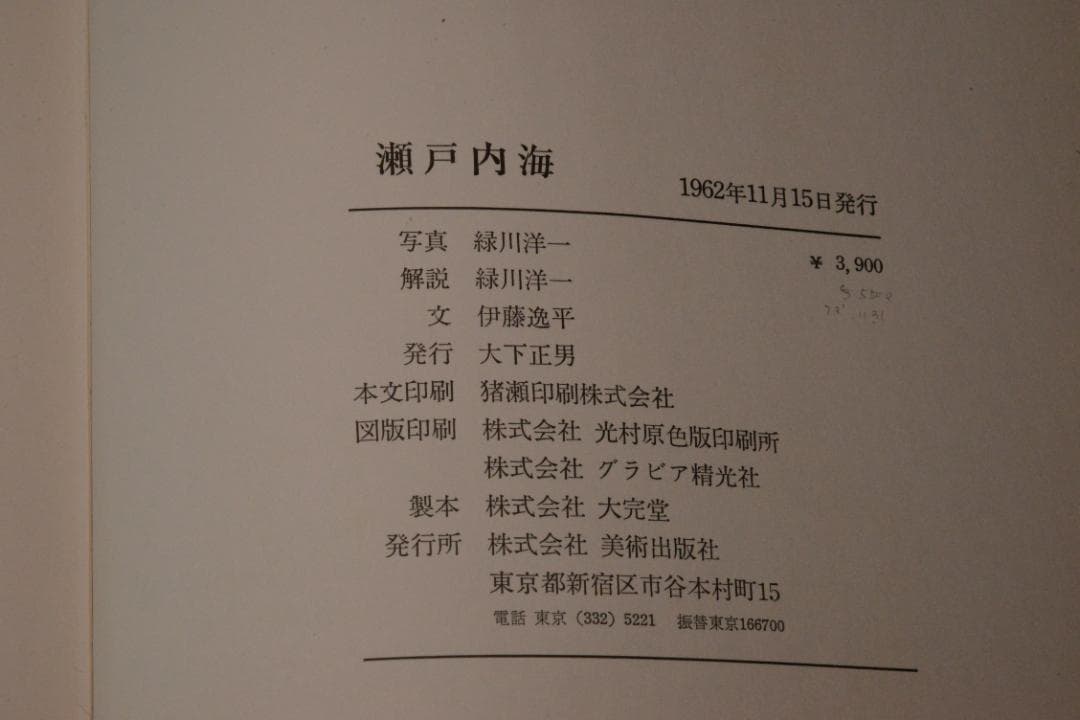 瀬戸内海
1962年11月15日発行
¥ 3,900
写真 緑川洋一
解説 緑川洋一
文 伊藤逸平
発行 大下正男
本文印刷 猪瀬印刷株式会社
図版印刷 株式会社 光村原色版印刷所
株式会社 グラビア精光社
製本 株式会社 大完堂
発行所 株式会社 美術出版社
東京都新宿区市谷本村町15
電話 東京（332）5221 振替東京166700